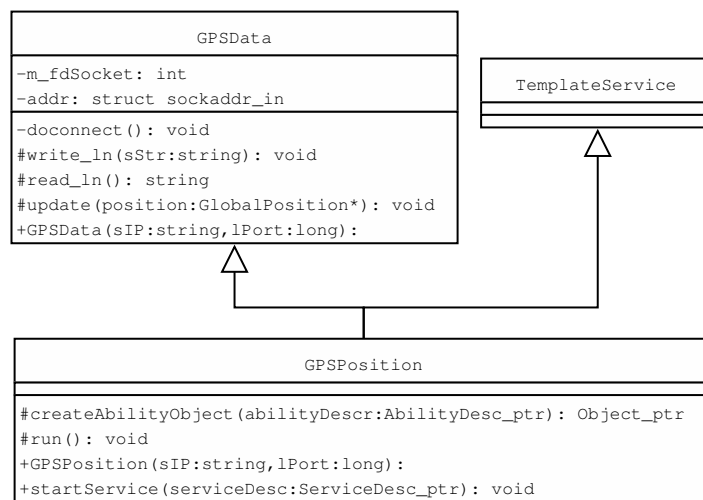 GPSData
-m_fdSocket: int
-addr: struct sockaddr_in
-doconnect(): void
#write_ln(sStr:string): void
#read_ln(): string
#update(position:GlobalPosition*): void
+GPSData(sIP:string,lPort:long):
TemplateService
GPSPosition
#createAbilityObject(abilityDescr:AbilityDesc_ptr): Object_ptr
#run(): void
+GPSPosition(sIP:string,lPort:long):
+startService(serviceDesc:ServiceDesc_ptr): void